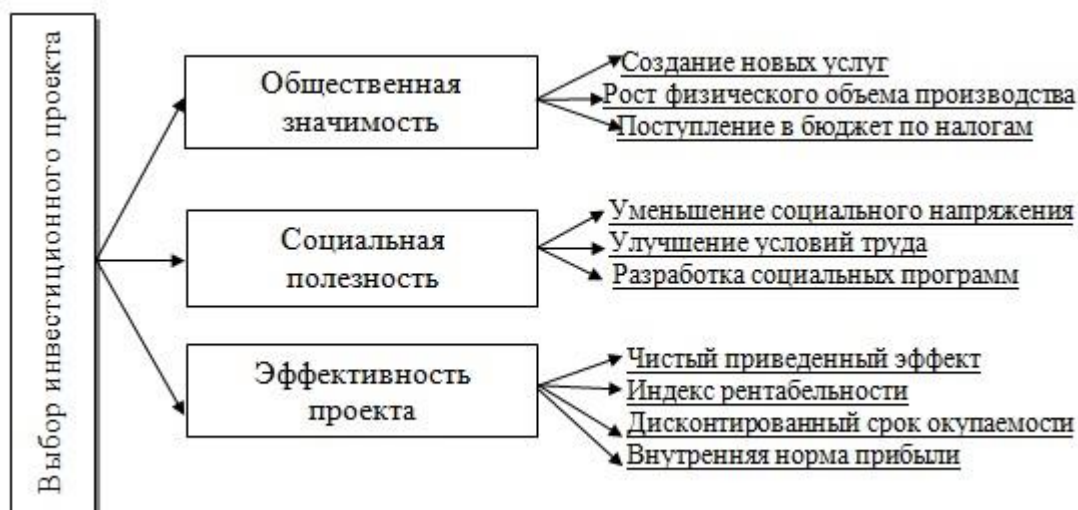 Выбор инвестиционного проекта
Общественная
значимость
Создание новых услуг
Рост физического объема производства
Поступление в бюджет по налогам
Социальная
полезность
Уменьшение социального напряжения
Улучшение условий труда
Разработка социальных программ
Эффективность
проекта
Чистый приведенный эффект
Индекс рентабельности
Дисконтированный срок окупаемости
Внутренняя норма прибыли